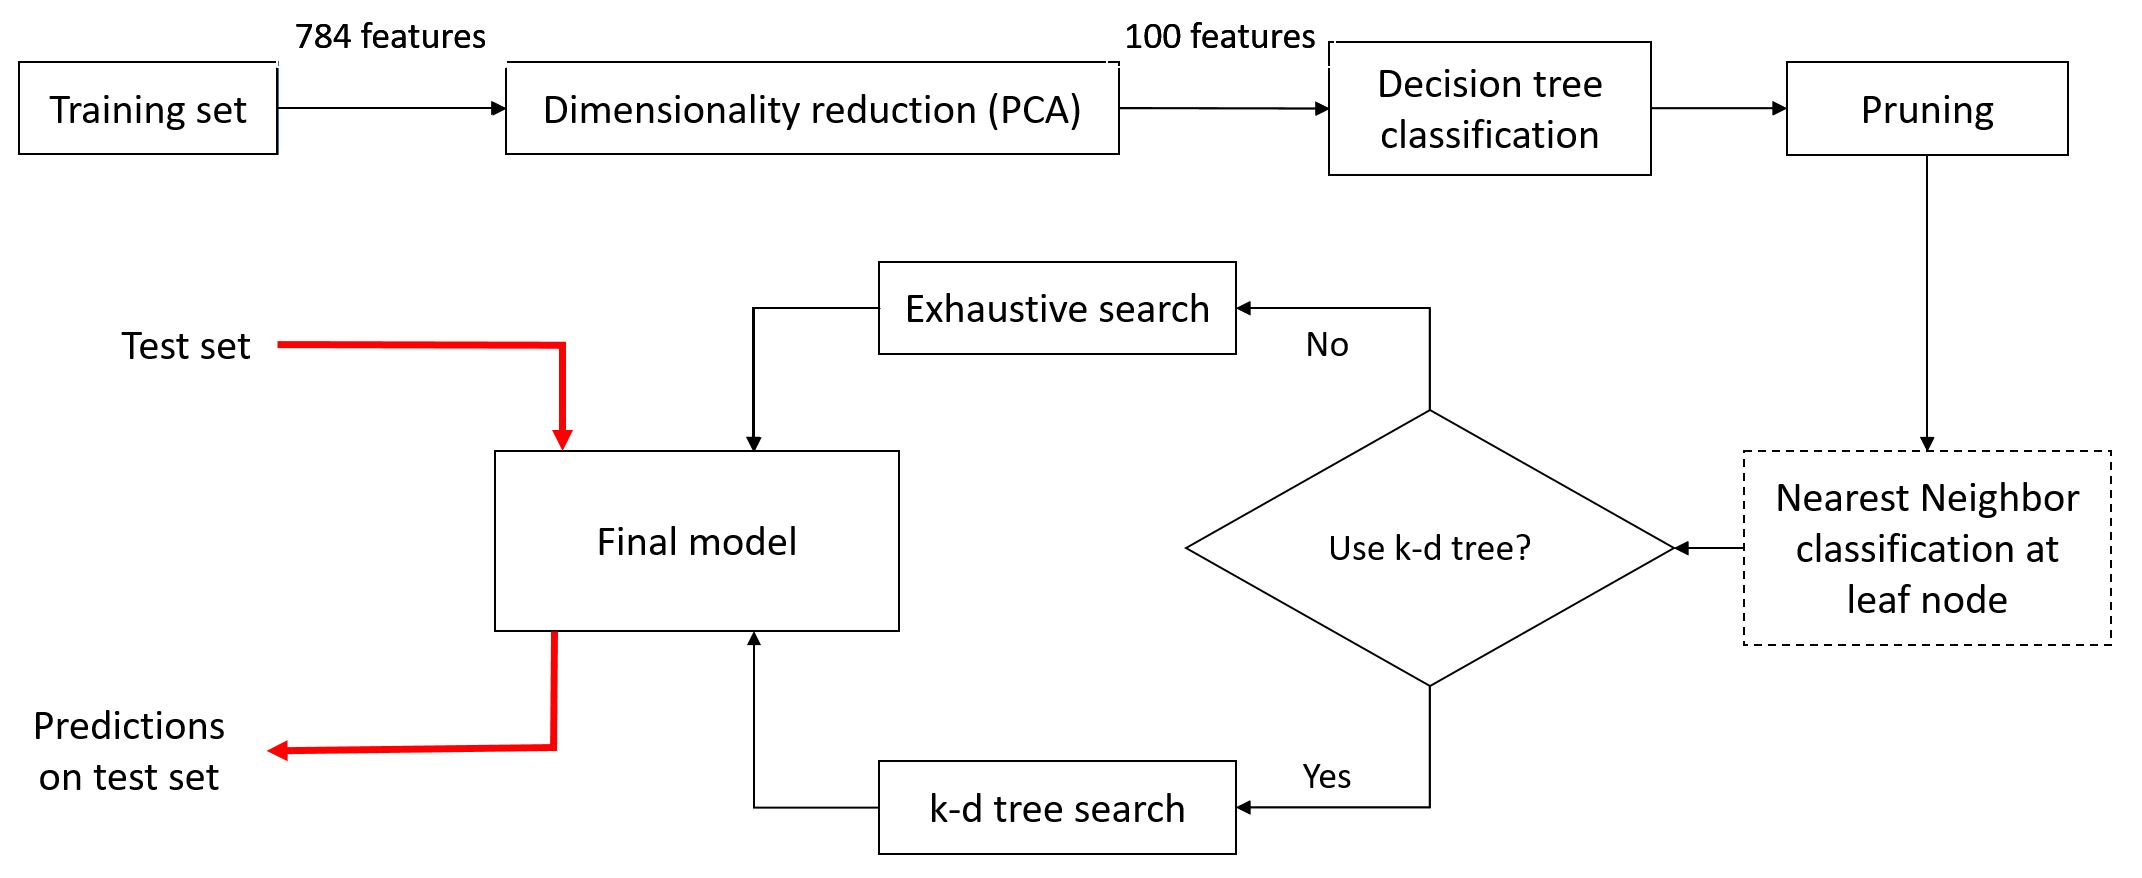 784 features
100 features
Training set
Dimensionality reduction (PCA)
Decision tree
classification
Pruning
Exhaustive search
No
Test set
Final model
Use k-d tree?
Nearest Neighbor
classification at
leaf node
Predictions
on test set
Yes
k-d tree search